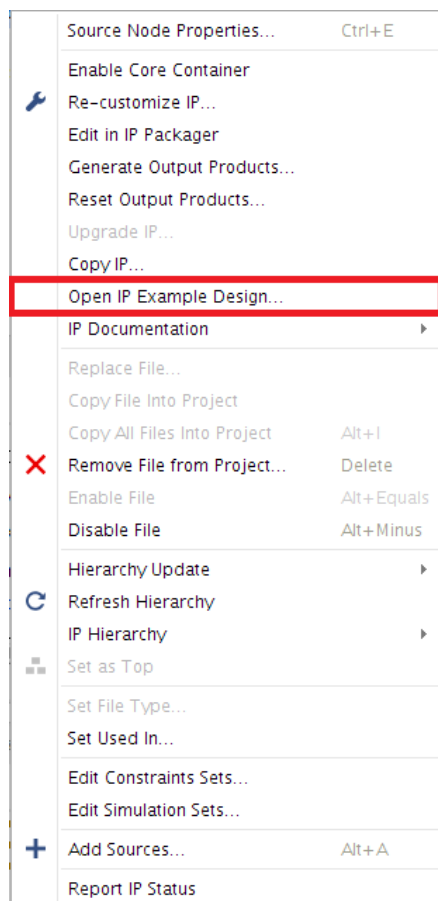 Source Node Properties... Ctrl+E
Enable Core Container
Re-customize IP...
Edit in IP Packager
Generate Output Products...
Reset Output Products...
Upgrade IP...
Copy IP...
Open IP Example Design...
IP Documentation
Replace File...
Copy File Into Project
Copy All Files Into Project Alt+I
Remove File from Project... Delete
Enable File Alt+Equals
Disable File Alt+Minus
Hierarchy Update
Refresh Hierarchy
IP Hierarchy
Set as Top
Set File Type...
Set Used In...
Edit Constraints Sets...
Edit Simulation Sets...
Add Sources... Alt+A
Report IP Status